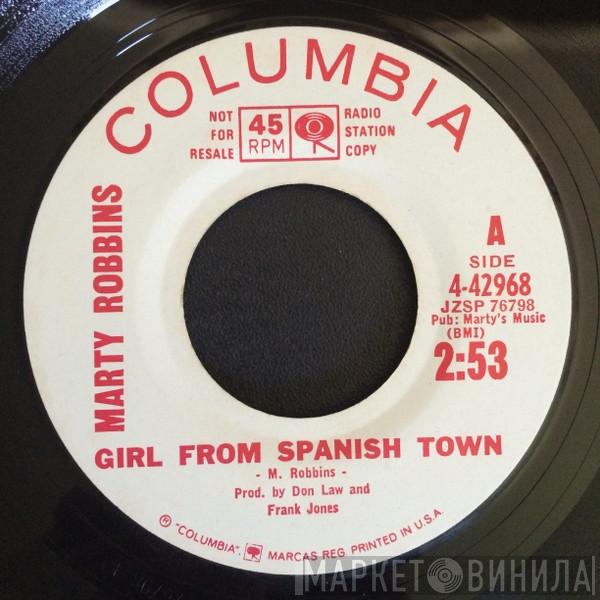 COLUMBIA
NOT FOR RESALE
45 RPM
RADIO STATION COPY
MARTY ROBBINS
A
SIDE
4-42968
JZSP 76798
Pub: Marty's Music
(BMI)
2:53
GIRL FROM SPANISH TOWN
- M. Robbins -
Prod. by Don Law and
Frank Jones
® "COLUMBIA", MARCAS REG. PRINTED IN U.S.A.
МАРКЕТ ВИНИЛА